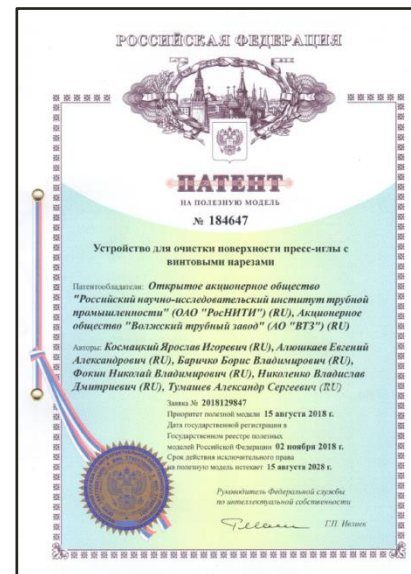 РОССИЙСКАЯ ФЕДЕРАЦИЯ
ПАТЕНТ
НА ПОЛЕЗНУЮ МОДЕЛЬ
№ 184647
Устройство для очистки поверхности пресс-иглы с
винтовыми нарезами
Патентообладатели: Открытое акционерное общество
"Российский научно-исследовательский институт трубной
промышленности" (ОАО "РосНИТИ") (RU), Акционерное
общество "Волжский трубный завод" (АО "ВТЗ") (RU)
Авторы: Космацкий Ярослав Игоревич (RU), Алюшкаев Евгений
Александрович (RU), Баричко Борис Владимирович (RU),
Фокин Николай Владимирович (RU), Николенко Владислав
Дмитриевич (RU), Туманев Александр Сергеевич (RU)
Заявка № 2018129847
Приоритет полезной модели 15 августа 2018 г.
Дата государственной регистрации в
Государственном реестре полезных
моделей Российской Федерации 02 ноября 2018 г.
Срок действия исключительного права
на полезную модель истекает 15 августа 2028 г.
Руководитель Федеральной службы
по интеллектуальной собственности
Г.П. Ивлиев